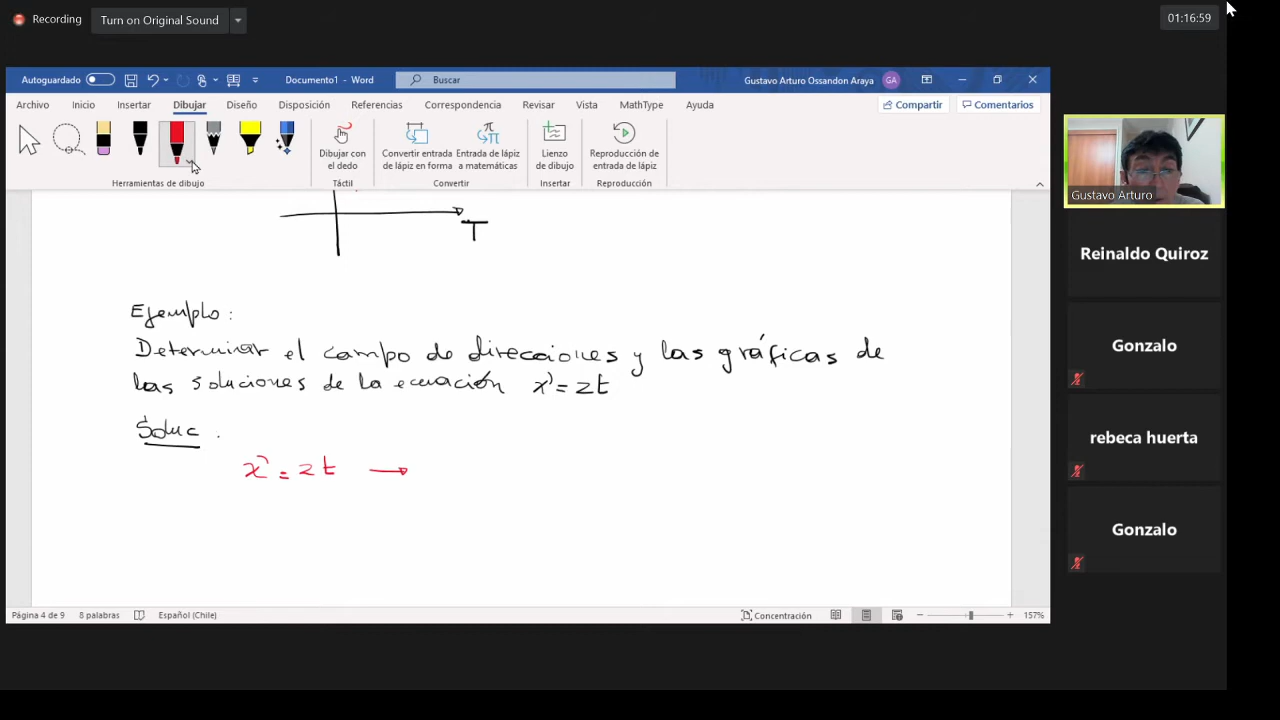 Recording
Turn on Original Sound
01:16:59
Autoguardado
Documento1 - Word
Buscar
Gustavo Arturo Ossandon Araya
GA
Archivo Inicio Insertar Dibujar Diseño Disposición Referencias Correspondencia Revisar Vista MathType Ayuda
Compartir Comentarios
Dibujar con el dedo
Convertir entrada de lápiz en forma
Entrada de lápiz a matemáticas
Lienzo de dibujo
Reproducción de entrada de lápiz
Herramientas de dibujo Táctil Convertir Insertar Reproducción
T
Ejemplo:
Determinar el campo de direcciones y las gráficas de
las soluciones de la ecuación x' = 2t
Soluc.
x' = 2t →
Página 4 de 9 8 palabras Español (Chile) Concentración 157%
Gustavo Arturo
Reinaldo Quiroz
Gonzalo
rebeca huerta
Gonzalo